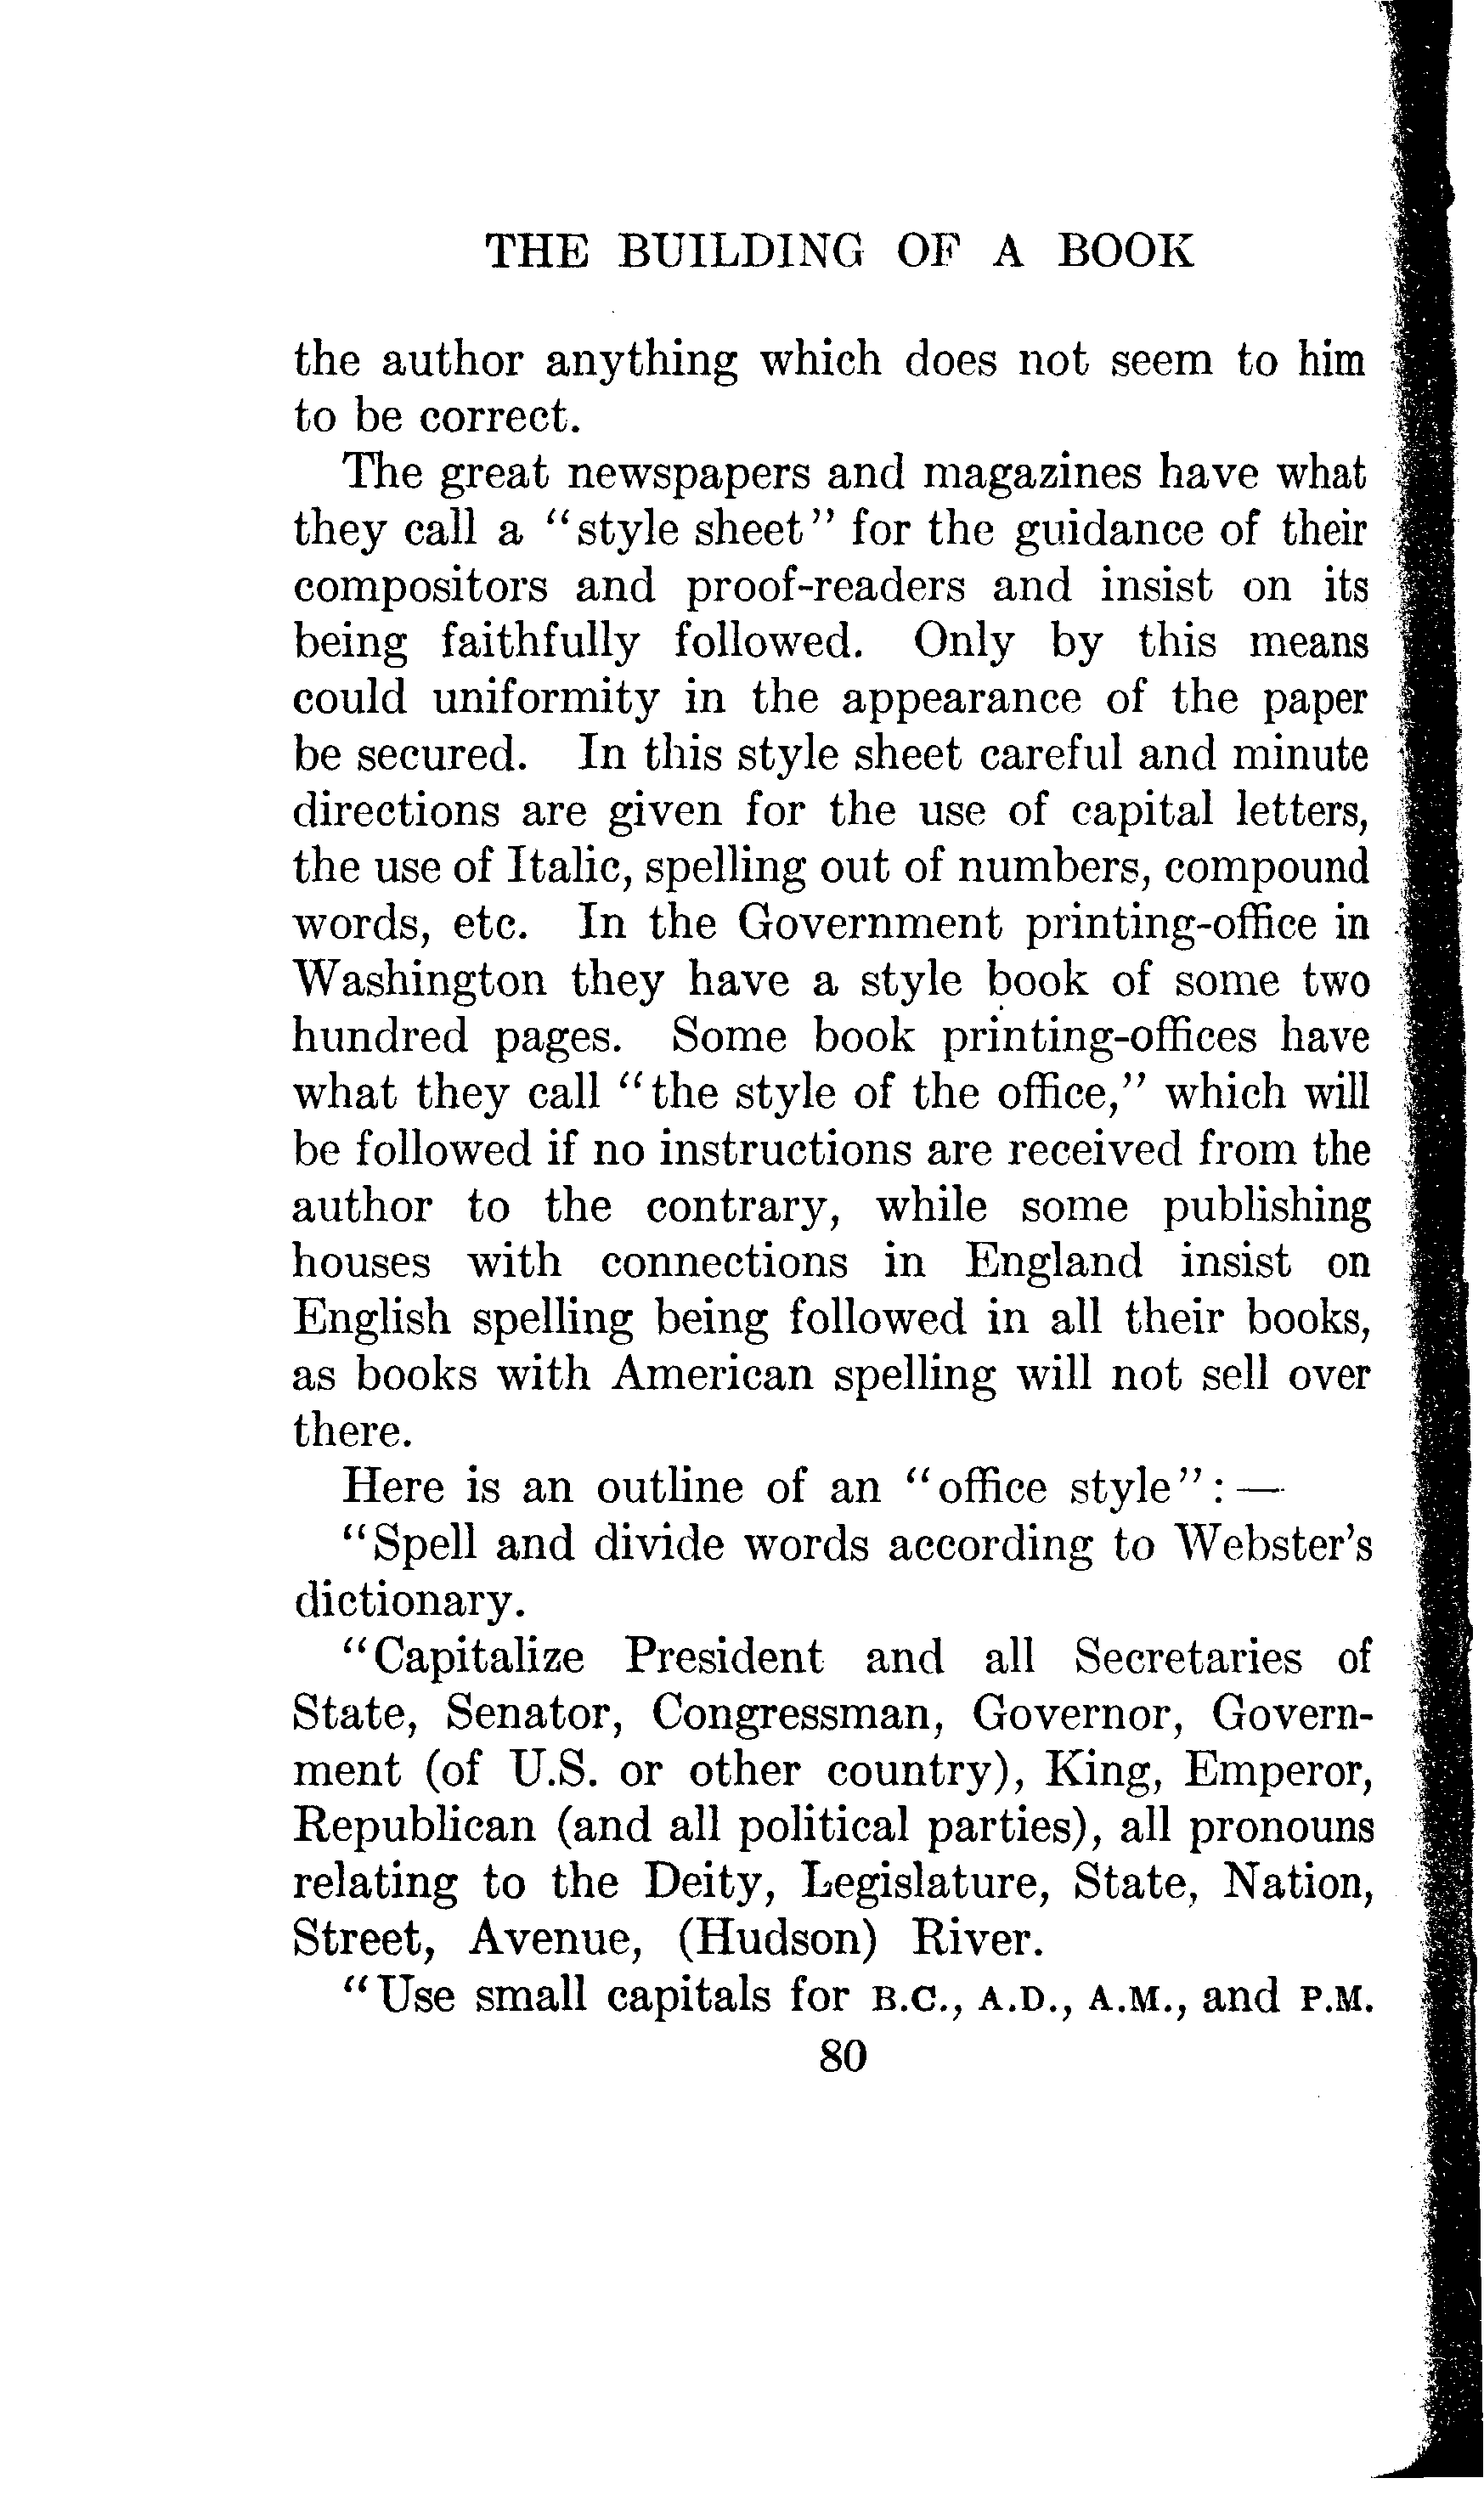 THE BUILDING OF A BOOK
the author anything which does not seem to him
to be correct.
The great newspapers and magazines have what
they call a "style sheet" for the guidance of their
compositors and proof-readers and insist on its
being faithfully followed. Only by this means
could uniformity in the appearance of the paper
be secured. In this style sheet careful and minute
directions are given for the use of capital letters,
the use of Italic, spelling out of numbers, compound
words, etc. In the Government printing-office in
Washington they have a style book of some two
hundred pages. Some book printing-offices have
what they call "the style of the office," which will
be followed if no instructions are received from the
author to the contrary, while some publishing
houses with connections in England insist on
English spelling being followed in all their books,
as books with American spelling will not sell over
there.
Here is an outline of an "office style": —
"Spell and divide words according to Webster's
dictionary.
"Capitalize President and all Secretaries of
State, Senator, Congressman, Governor, Govern-
ment (of U.S. or other country), King, Emperor,
Republican (and all political parties), all pronouns
relating to the Deity, Legislature, State, Nation,
Street, Avenue, (Hudson) River.
"Use small capitals for B.C., A.D., A.M., and P.M.
80